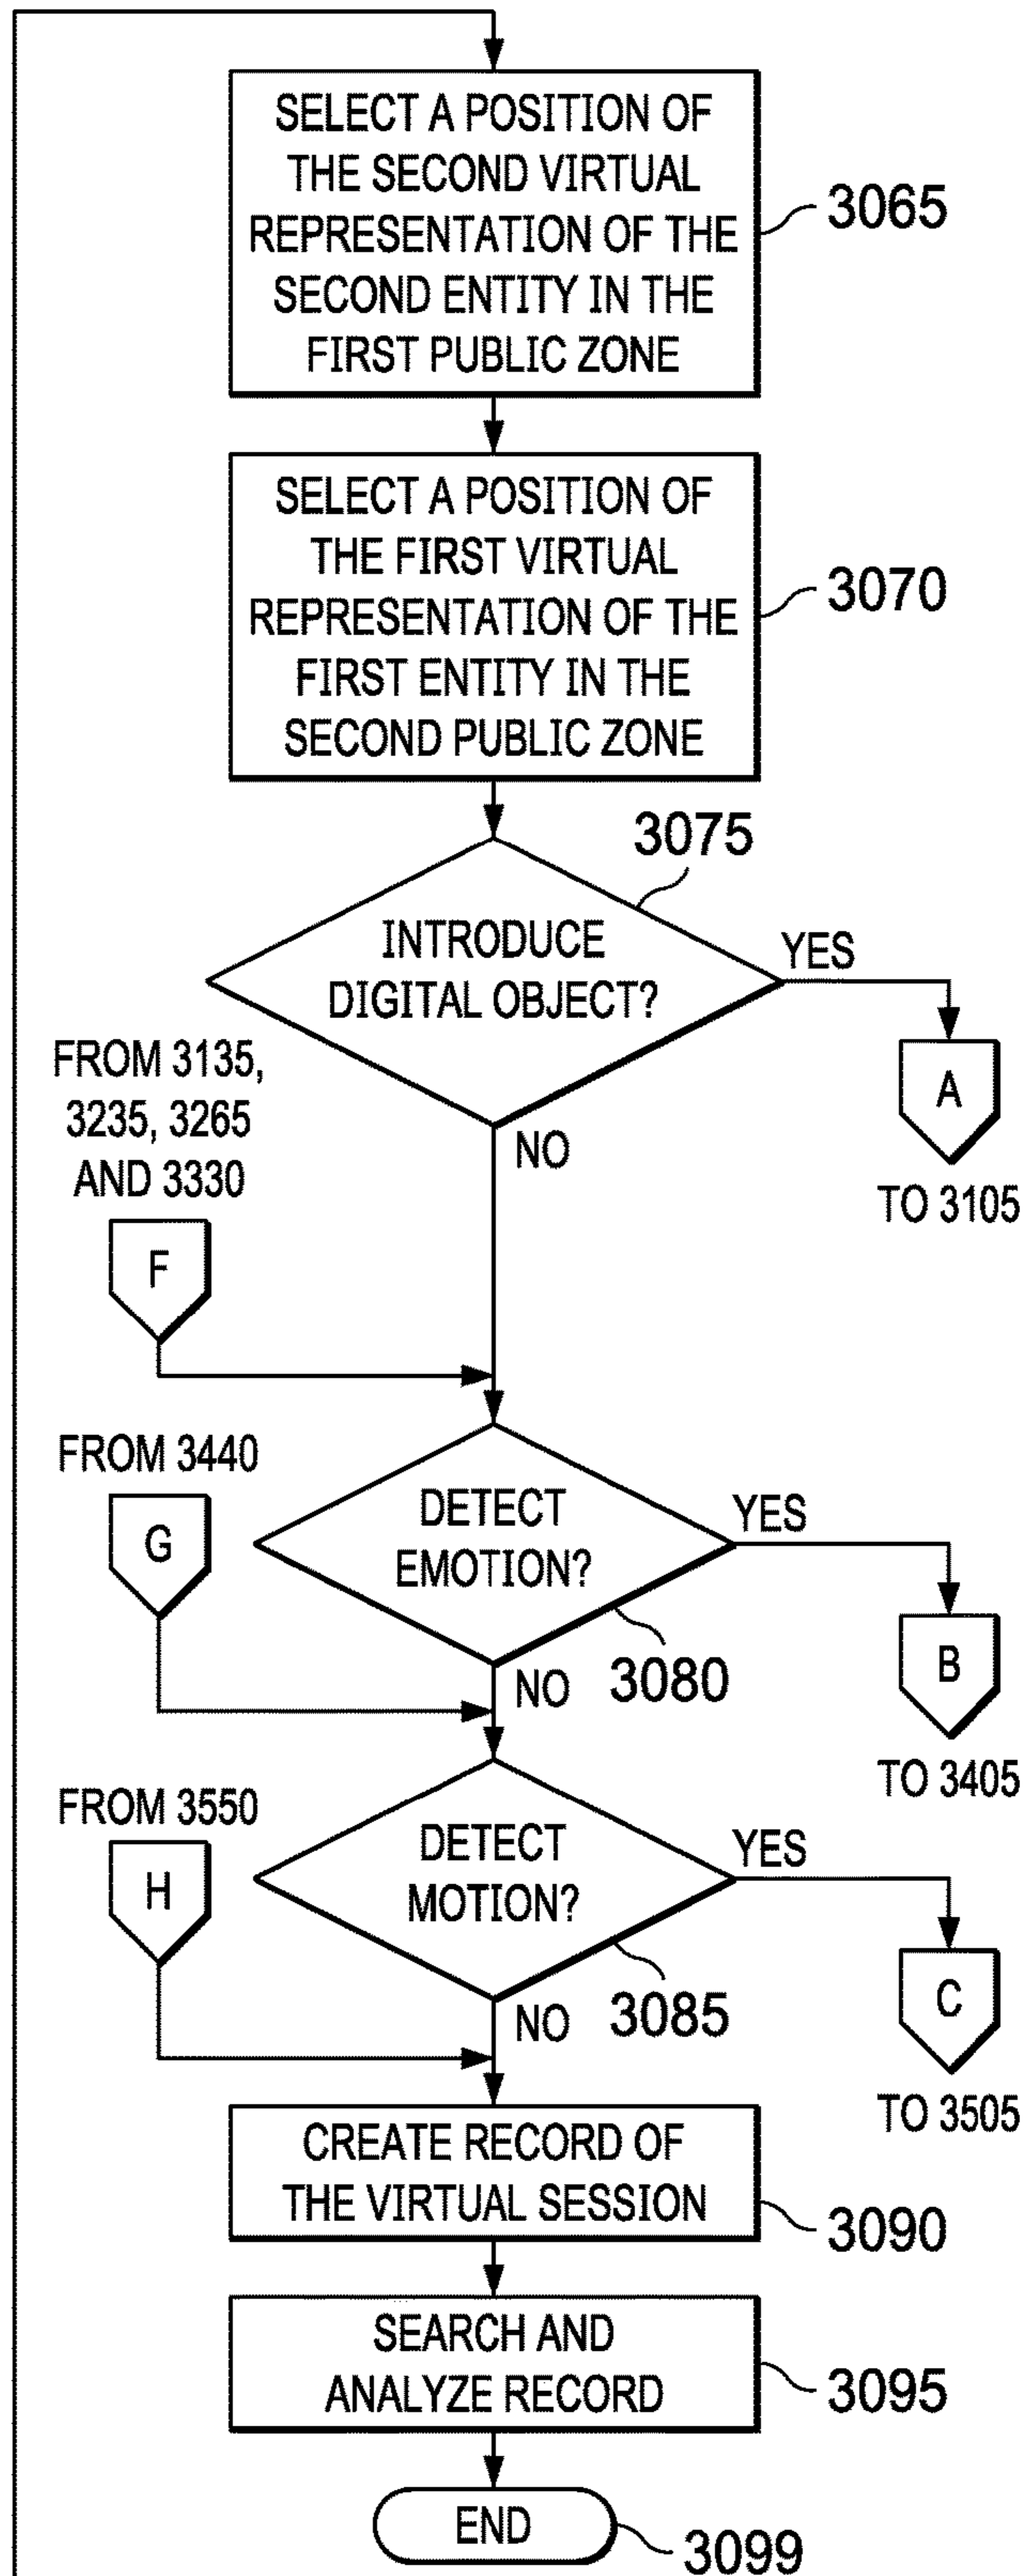 SELECT A POSITION OF
THE SECOND VIRTUAL
REPRESENTATION OF THE
SECOND ENTITY IN THE
FIRST PUBLIC ZONE
3065
SELECT A POSITION OF
THE FIRST VIRTUAL
REPRESENTATION OF THE
FIRST ENTITY IN THE
SECOND PUBLIC ZONE
3070
3075
INTRODUCE
DIGITAL OBJECT?
YES
A
TO 3105
NO
FROM 3135,
3235, 3265
AND 3330
F
FROM 3440
G
DETECT
EMOTION?
YES
3080
NO
B
TO 3405
FROM 3550
H
DETECT
MOTION?
YES
3085
NO
C
TO 3505
CREATE RECORD OF
THE VIRTUAL SESSION
3090
SEARCH AND
ANALYZE RECORD
3095
END
3099